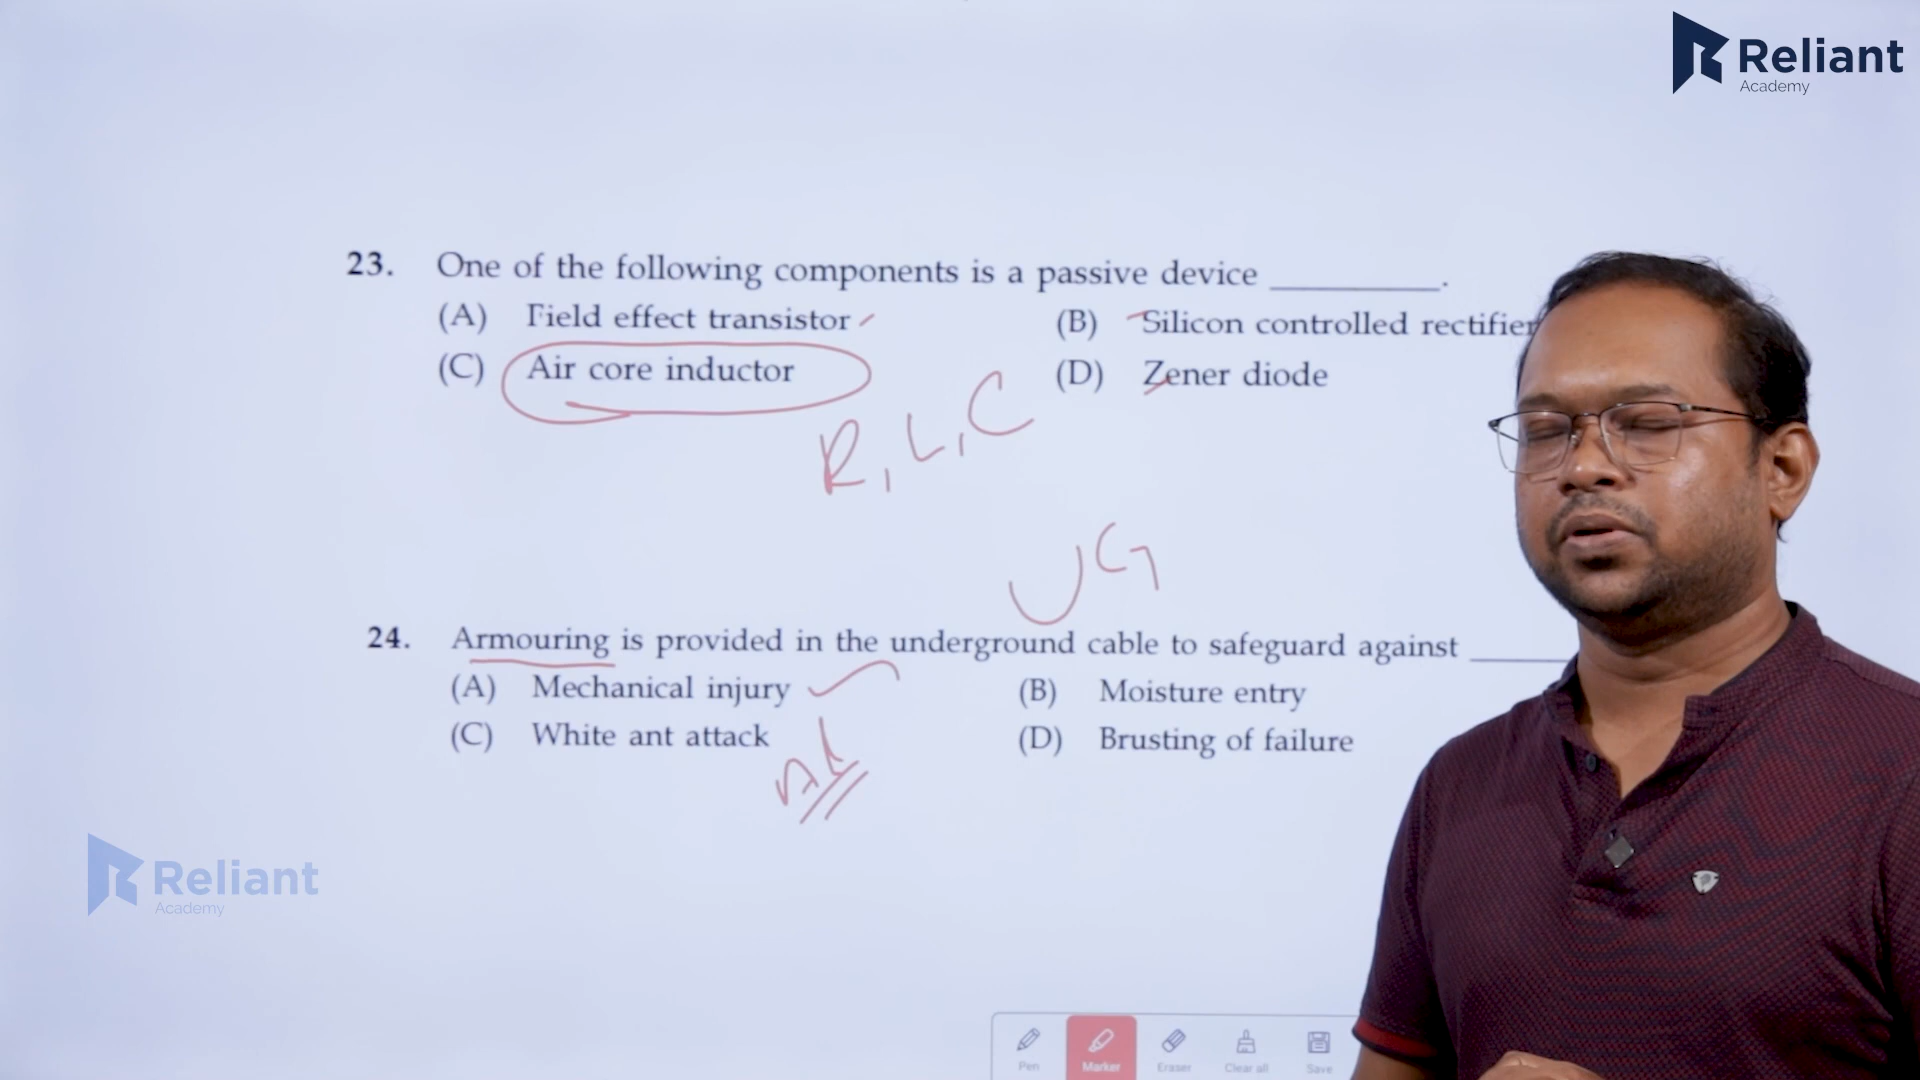 Reliant
Academy
23. One of the following components is a passive device ________.
(A) Field effect transistor (B) Silicon controlled rectifier
(C) Air core inductor (D) Zener diode
R, L, C
UG
24. Armouring is provided in the underground cable to safeguard against ______
(A) Mechanical injury (B) Moisture entry
(C) White ant attack (D) Brusting of failure
Reliant
Academy
Pen Marker Eraser Clear all Save